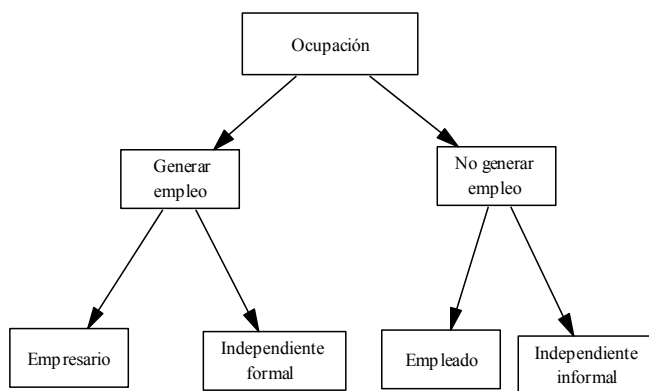 Ocupación
Generar
empleo
No generar
empleo
Empresario
Independiente
formal
Empleado
Independiente
informal